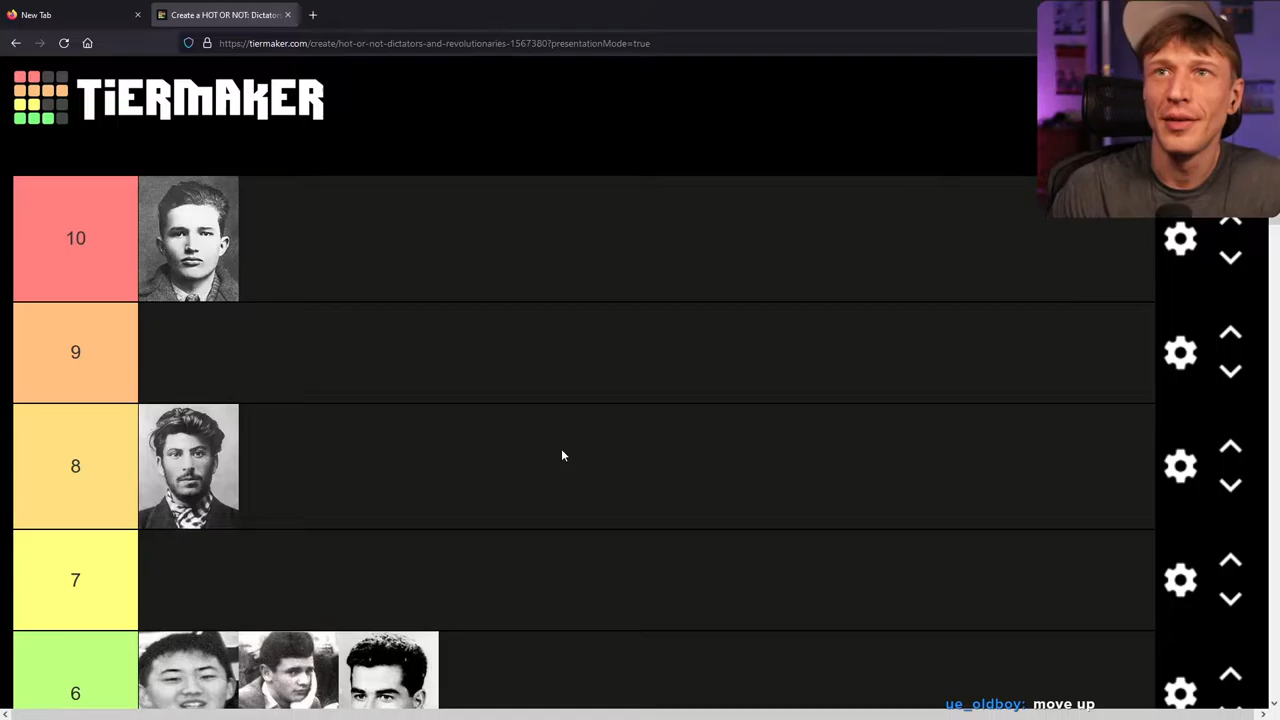 New Tab
Create a HOT OR NOT: Dictator
https://tiermaker.com/create/hot-or-not-dictators-and-revolutionaries-1567380?presentationMode=true
TiERMAKER
10
9
8
7
6
ue_oldboy: move up